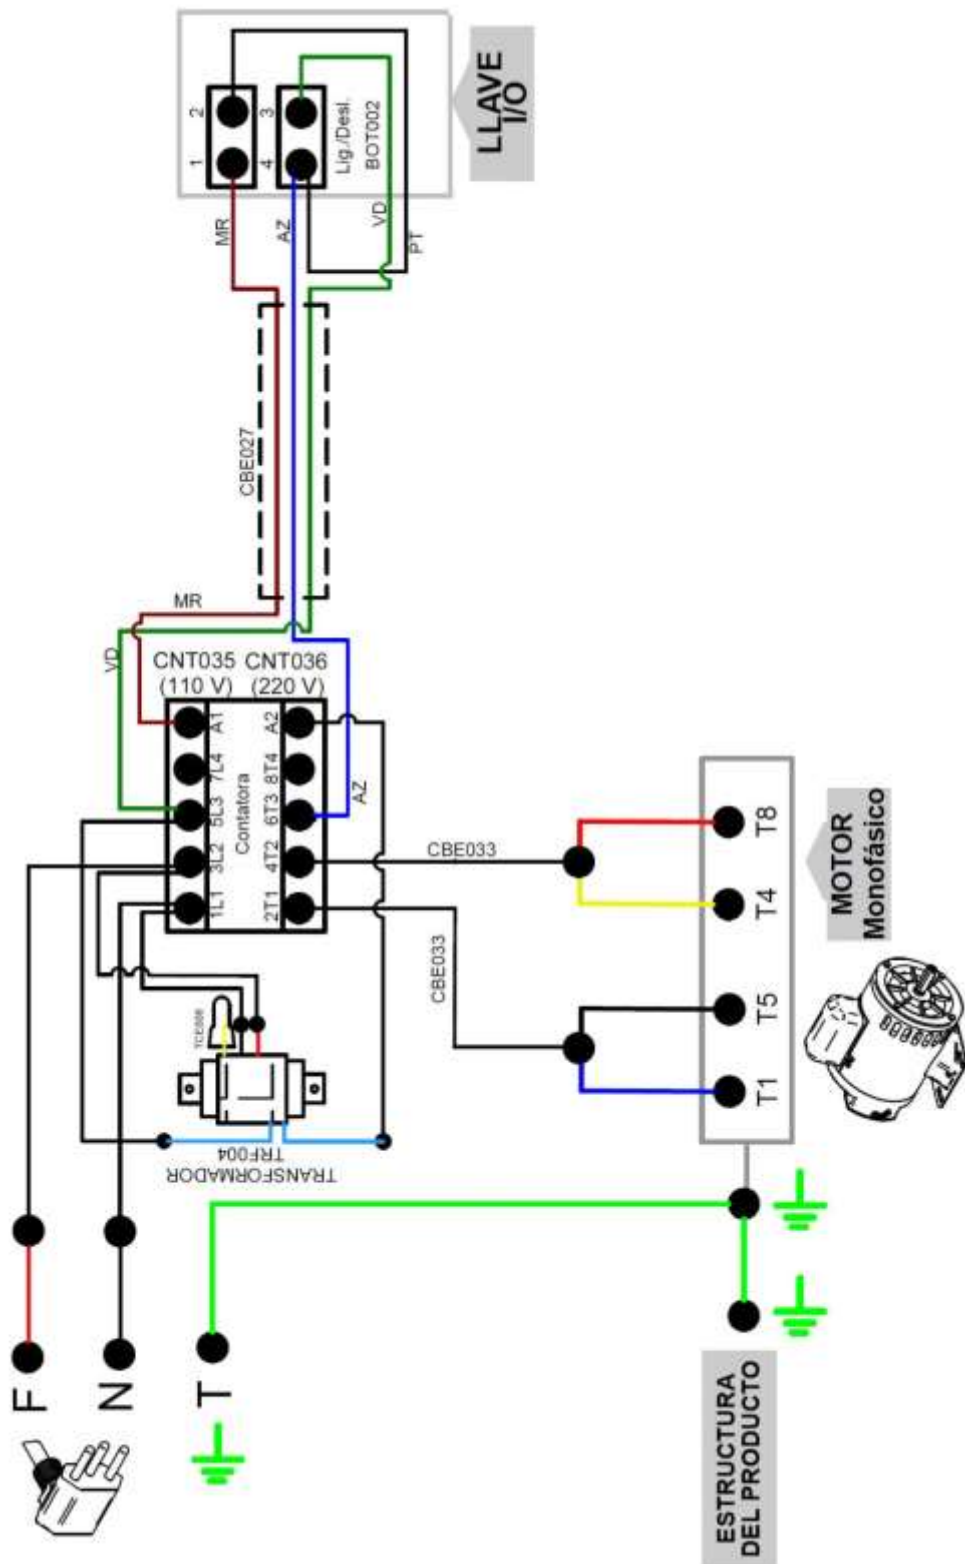 LLAVE
I/O
2
1
3
4
Lig./Desl.
BOT002
MR
AZ
VD
PT
CBE027
MR
VD
CNT035
(110 V)
CNT036
(220 V)
A1
7L4
5L3
3L2
1L1
Contatora
A2
8T4
6T3
4T2
2T1
AZ
CBE033
CBE033
TRANSFORMADOR
TRF004
T8
T4
T5
T1
MOTOR
Monofásico
F
N
T
ESTRUCTURA
DEL PRODUCTO